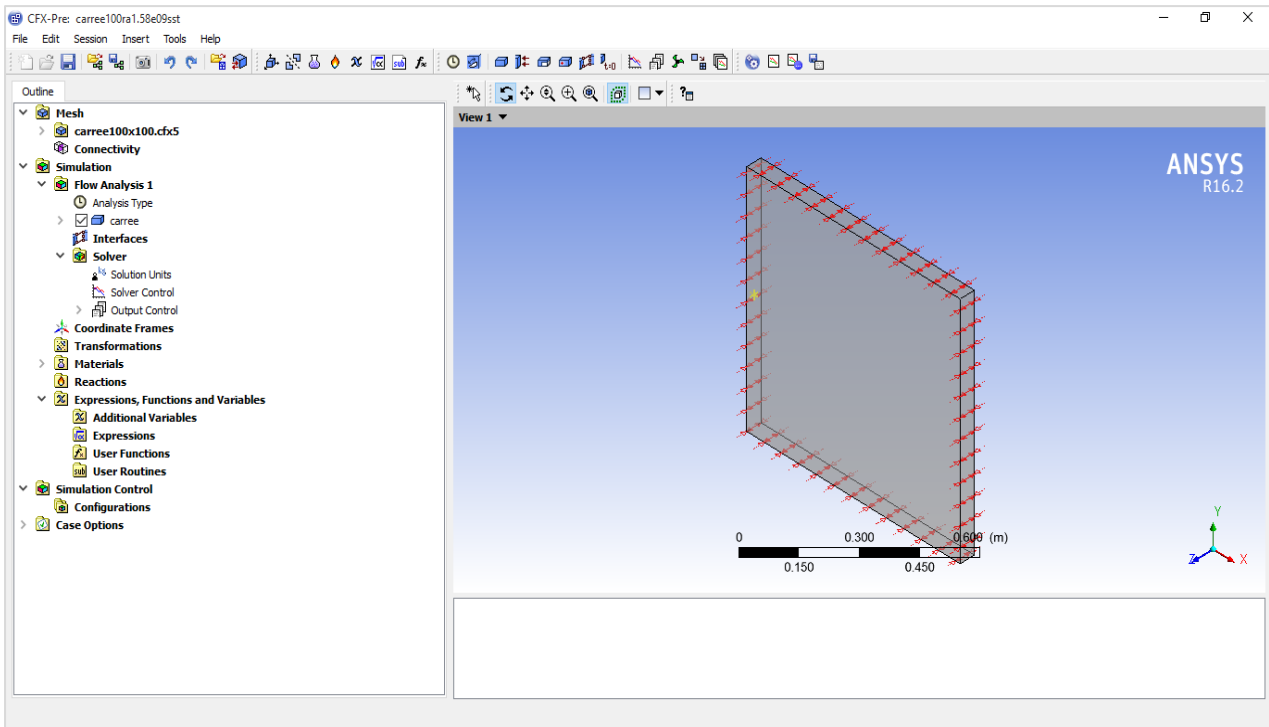 CFX-Pre: carree100ra1.58e09sst
File Edit Session Insert Tools Help
Outline
Mesh
carree100x100.cfx5
Connectivity
Simulation
Flow Analysis 1
Analysis Type
carree
Interfaces
Solver
Solution Units
Solver Control
Output Control
Coordinate Frames
Transformations
Materials
Reactions
Expressions, Functions and Variables
Additional Variables
Expressions
User Functions
User Routines
Simulation Control
Configurations
Case Options
View 1
ANSYS
R16.2
0 0.300 0.600 (m)
0.150 0.450
Y
Z X